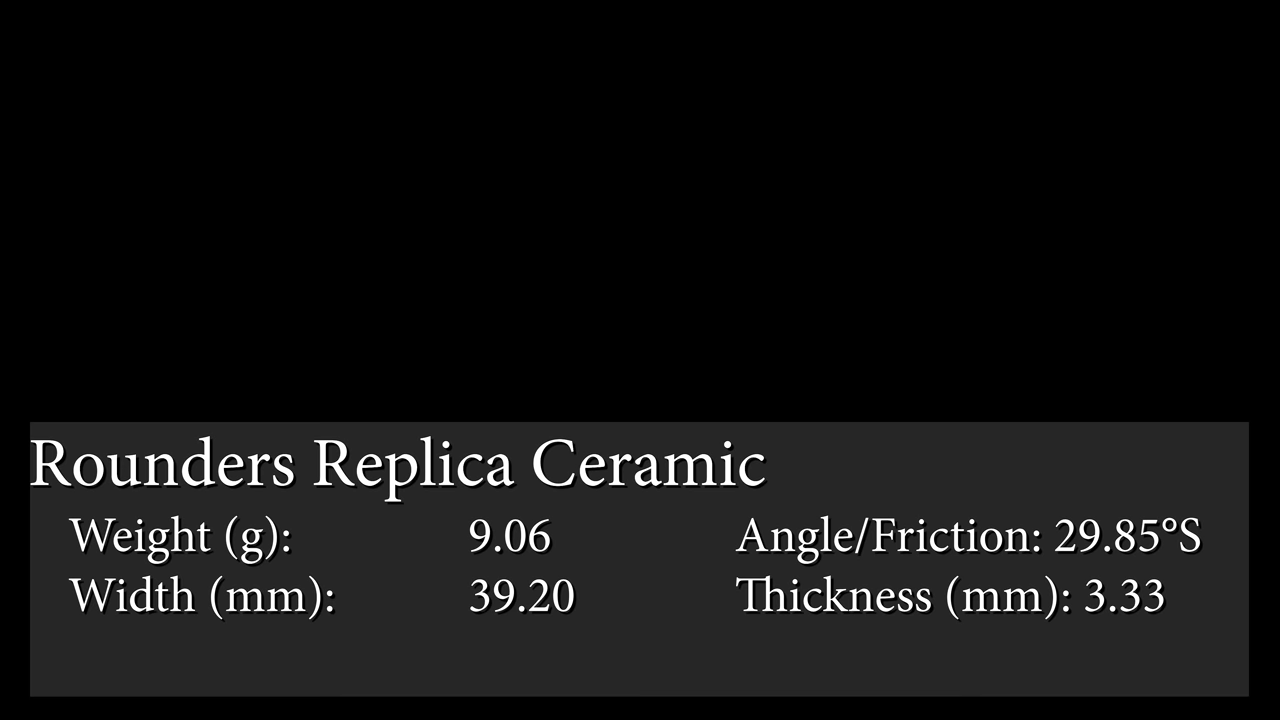 Rounders Replica Ceramic
Weight (g): 9.06 Angle/Friction: 29.85°S
Width (mm): 39.20 Thickness (mm): 3.33